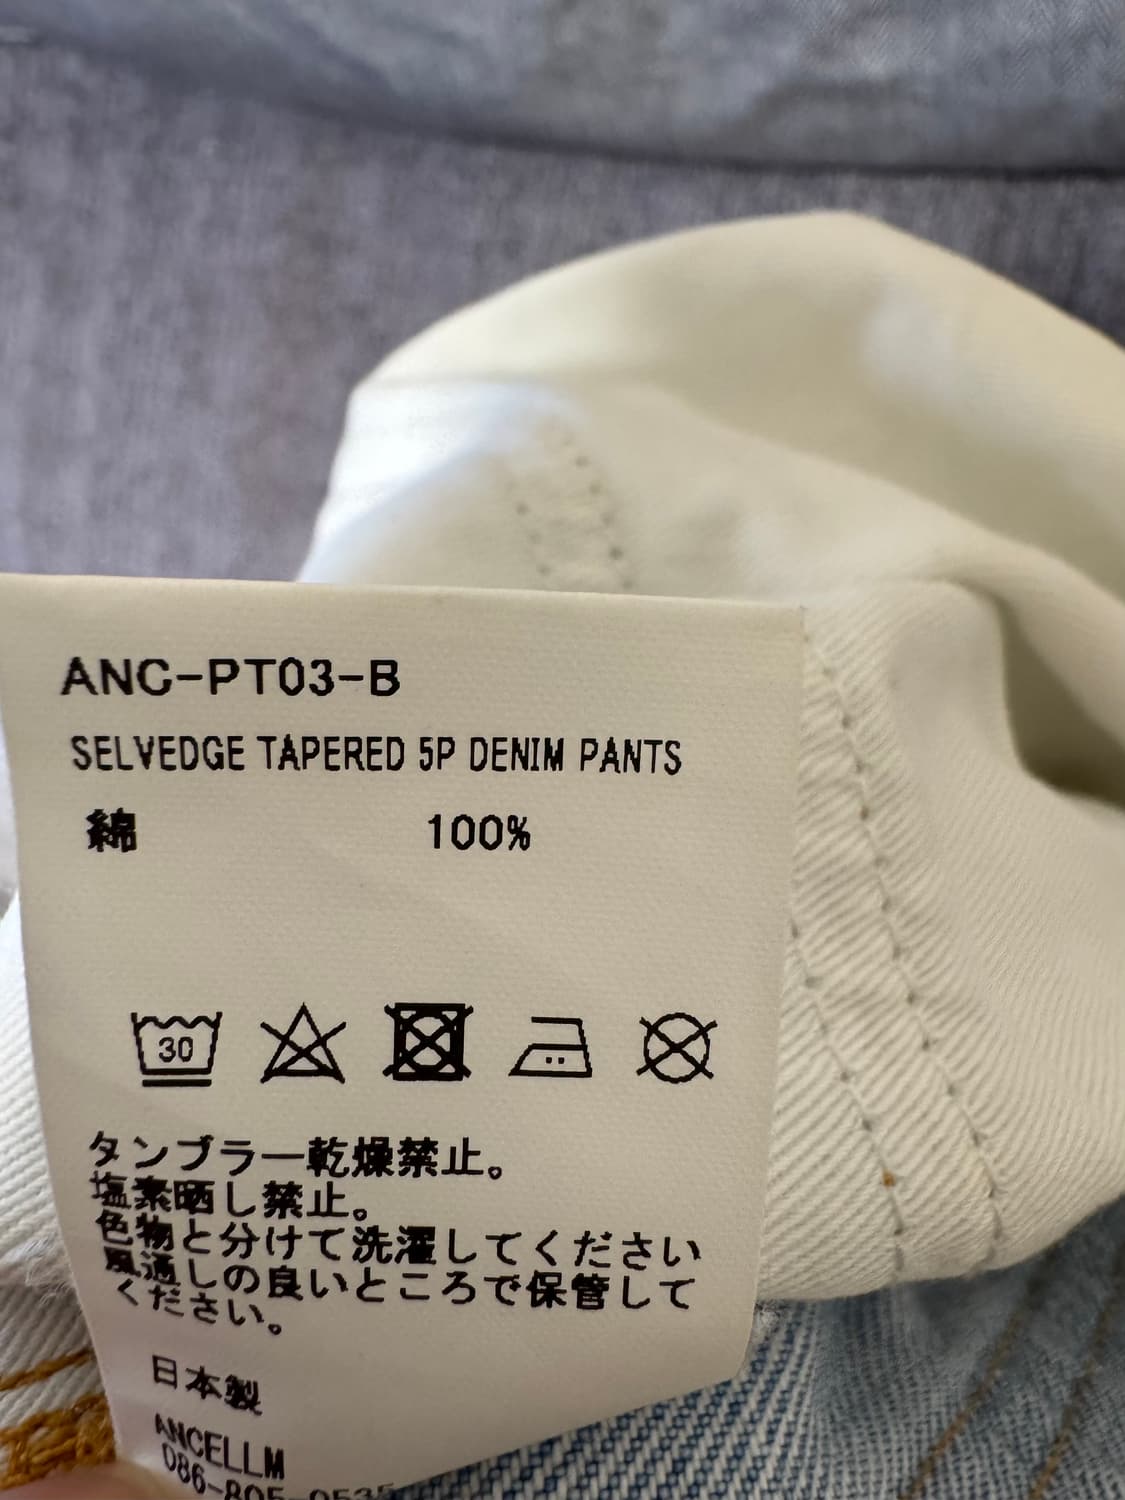 ANC-PT03-B
SELVEDGE TAPERED 5P DENIM PANTS
綿 100%
30
タンブラー乾燥禁止。
塩素晒し禁止。
色物と分けて洗濯してください
風通しの良いところで保管して
ください。
日本製
ANCELLM
086-805-0535